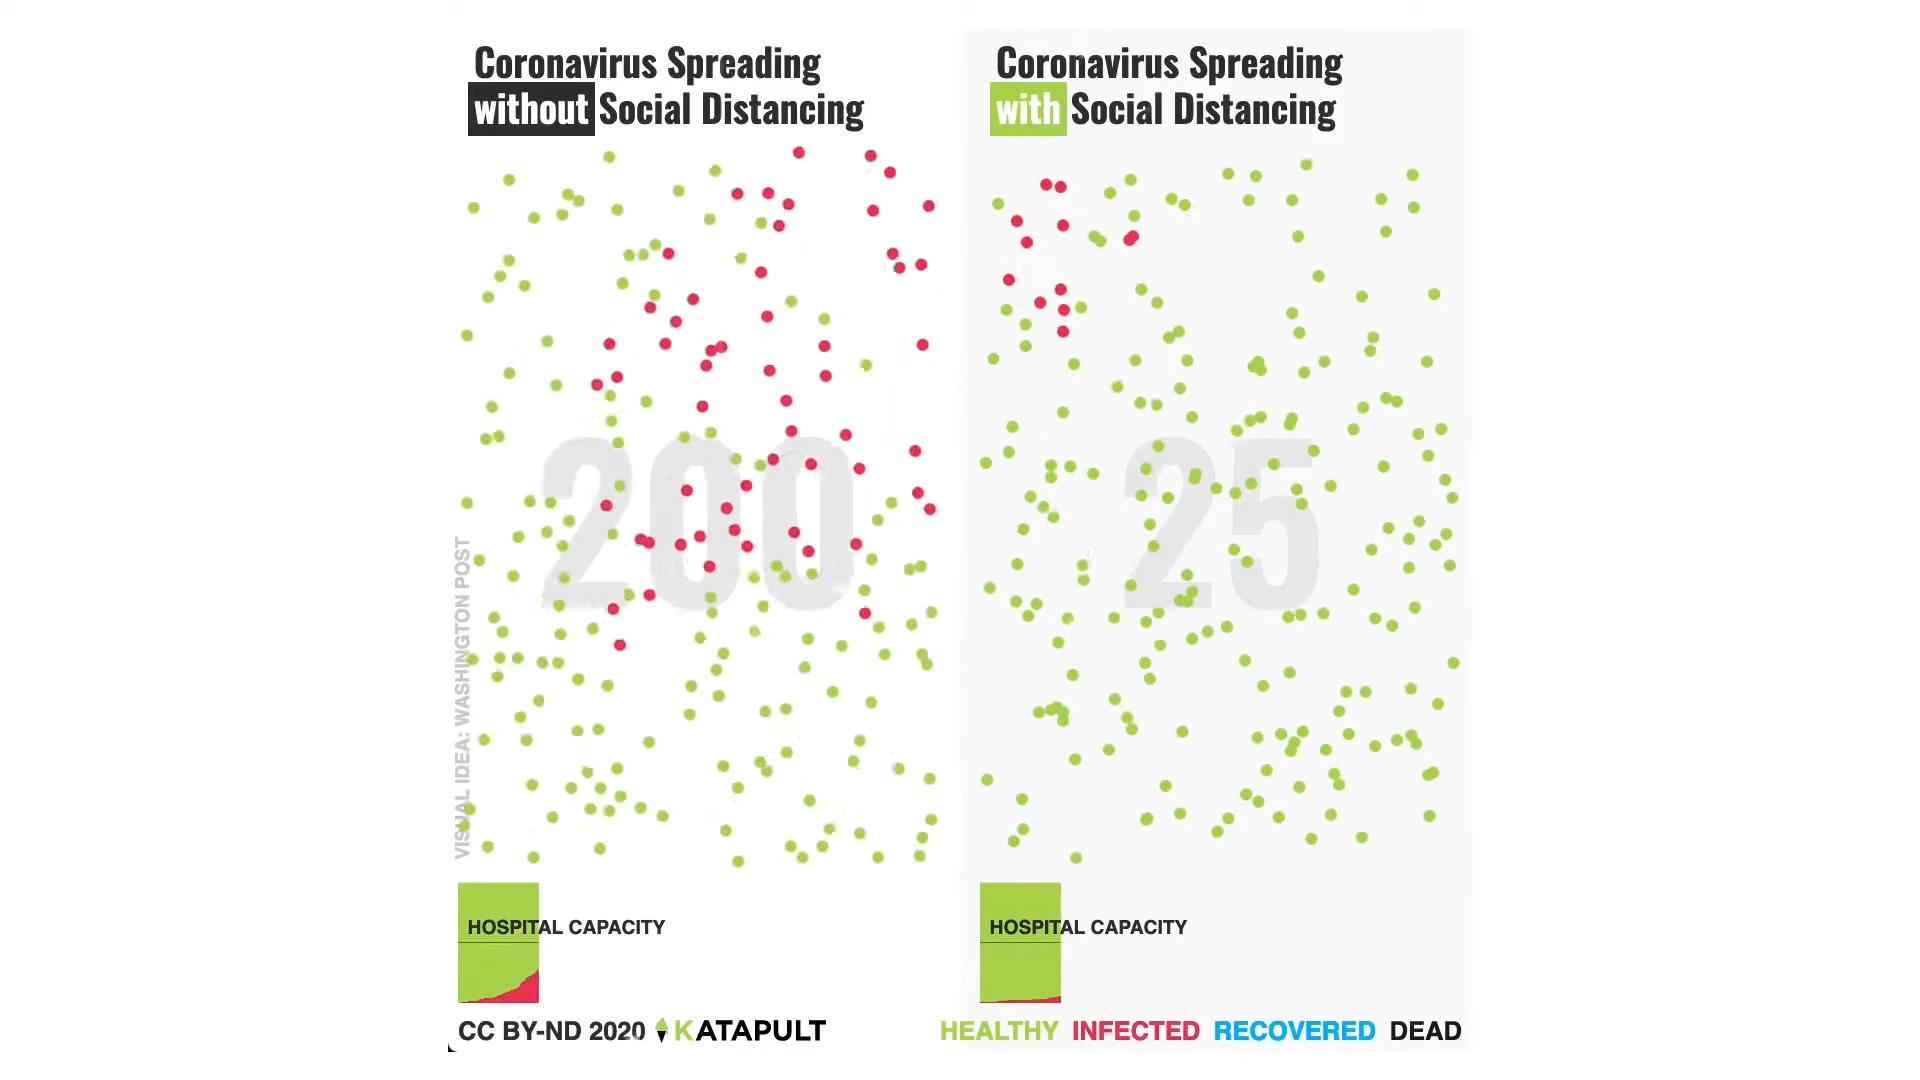 Coronavirus Spreading
without Social Distancing
200
VISUAL IDEA: WASHINGTON POST
HOSPITAL CAPACITY
CC BY-ND 2020 KATAPULT
Coronavirus Spreading
with Social Distancing
25
HOSPITAL CAPACITY
HEALTHY INFECTED RECOVERED DEAD